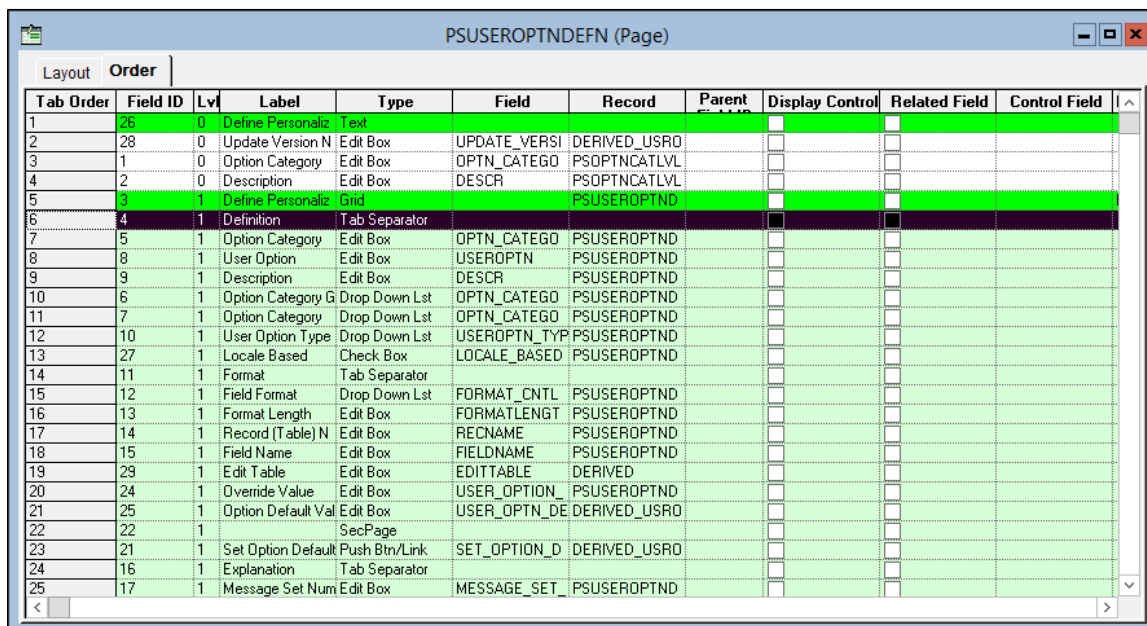 PSUSEROPTNDEFN (Page)
Layout Order
Tab Order Field ID Lvl Label Type Field Record Parent Display Control Related Field Control Field
1 26 0 Define Personaliz Text
2 28 0 Update Version N Edit Box UPDATE_VERSI DERIVED_USRO
3 1 0 Option Category Edit Box OPTN_CATEGO PSOPTNCATLVL
4 2 0 Description Edit Box DESCR PSOPTNCATLVL
5 3 1 Define Personaliz Grid PSUSEROPTND
6 4 1 Definition Tab Separator
7 5 1 Option Category Edit Box OPTN_CATEGO PSUSEROPTND
8 8 1 User Option Edit Box USEROPTN PSUSEROPTND
9 9 1 Description Edit Box DESCR PSUSEROPTND
10 6 1 Option Category G Drop Down Lst OPTN_CATEGO PSUSEROPTND
11 7 1 Option Category Drop Down Lst OPTN_CATEGO PSUSEROPTND
12 10 1 User Option Type Drop Down Lst USEROPTN_TYP PSUSEROPTND
13 27 1 Locale Based Check Box LOCALE_BASED PSUSEROPTND
14 11 1 Format Tab Separator
15 12 1 Field Format Drop Down Lst FORMAT_CNTL PSUSEROPTND
16 13 1 Format Length Edit Box FORMATLENGT PSUSEROPTND
17 14 1 Record (Table) N Edit Box RECNAME PSUSEROPTND
18 15 1 Field Name Edit Box FIELDNAME PSUSEROPTND
19 29 1 Edit Table Edit Box EDITTABLE DERIVED
20 24 1 Override Value Edit Box USER_OPTION_ PSUSEROPTND
21 25 1 Option Default Val Edit Box USER_OPTN_DE DERIVED_USRO
22 22 1 SecPage
23 21 1 Set Option Default Push Btn/Link SET_OPTION_D DERIVED_USRO
24 16 1 Explanation Tab Separator
25 17 1 Message Set Num Edit Box MESSAGE_SET_ PSUSEROPTND